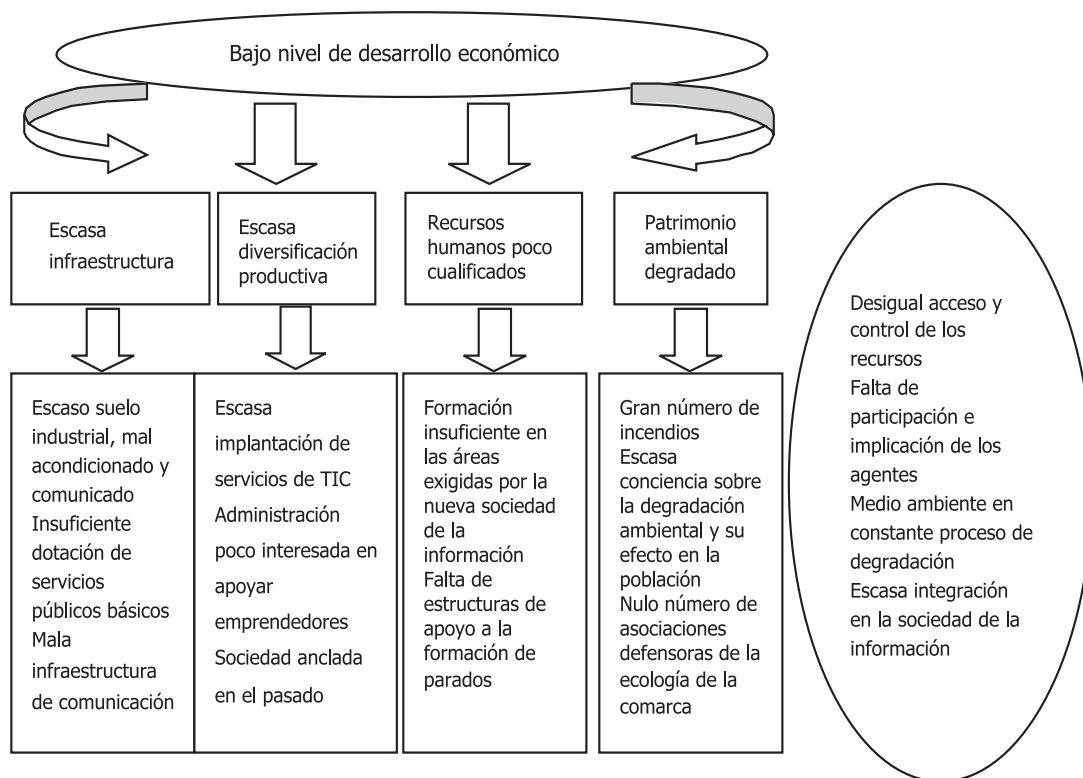 Bajo nivel de desarrollo económico
Escasa
infraestructura
Escasa
diversificación
productiva
Recursos
humanos poco
cualificados
Patrimonio
ambiental
degradado
Escaso suelo
industrial, mal
acondicionado y
comunicado
Insuficiente
dotación de
servicios
públicos básicos
Mala
infraestructura
de comunicación
Escasa
implantación de
servicios de TIC
Administración
poco interesada en
apoyar
emprendedores
Sociedad anclada
en el pasado
Formación
insuficiente en
las áreas
exigidas por la
nueva sociedad
de la
información
Falta de
estructuras de
apoyo a la
formación de
parados
Gran número de
incendios
Escasa
conciencia sobre
la degradación
ambiental y su
efecto en la
población
Nulo número de
asociaciones
defensoras de la
ecología de la
comarca
Desigual acceso y
control de los
recursos
Falta de
participación e
implicación de los
agentes
Medio ambiente en
constante proceso de
degradación
Escasa integración
en la sociedad de la
información